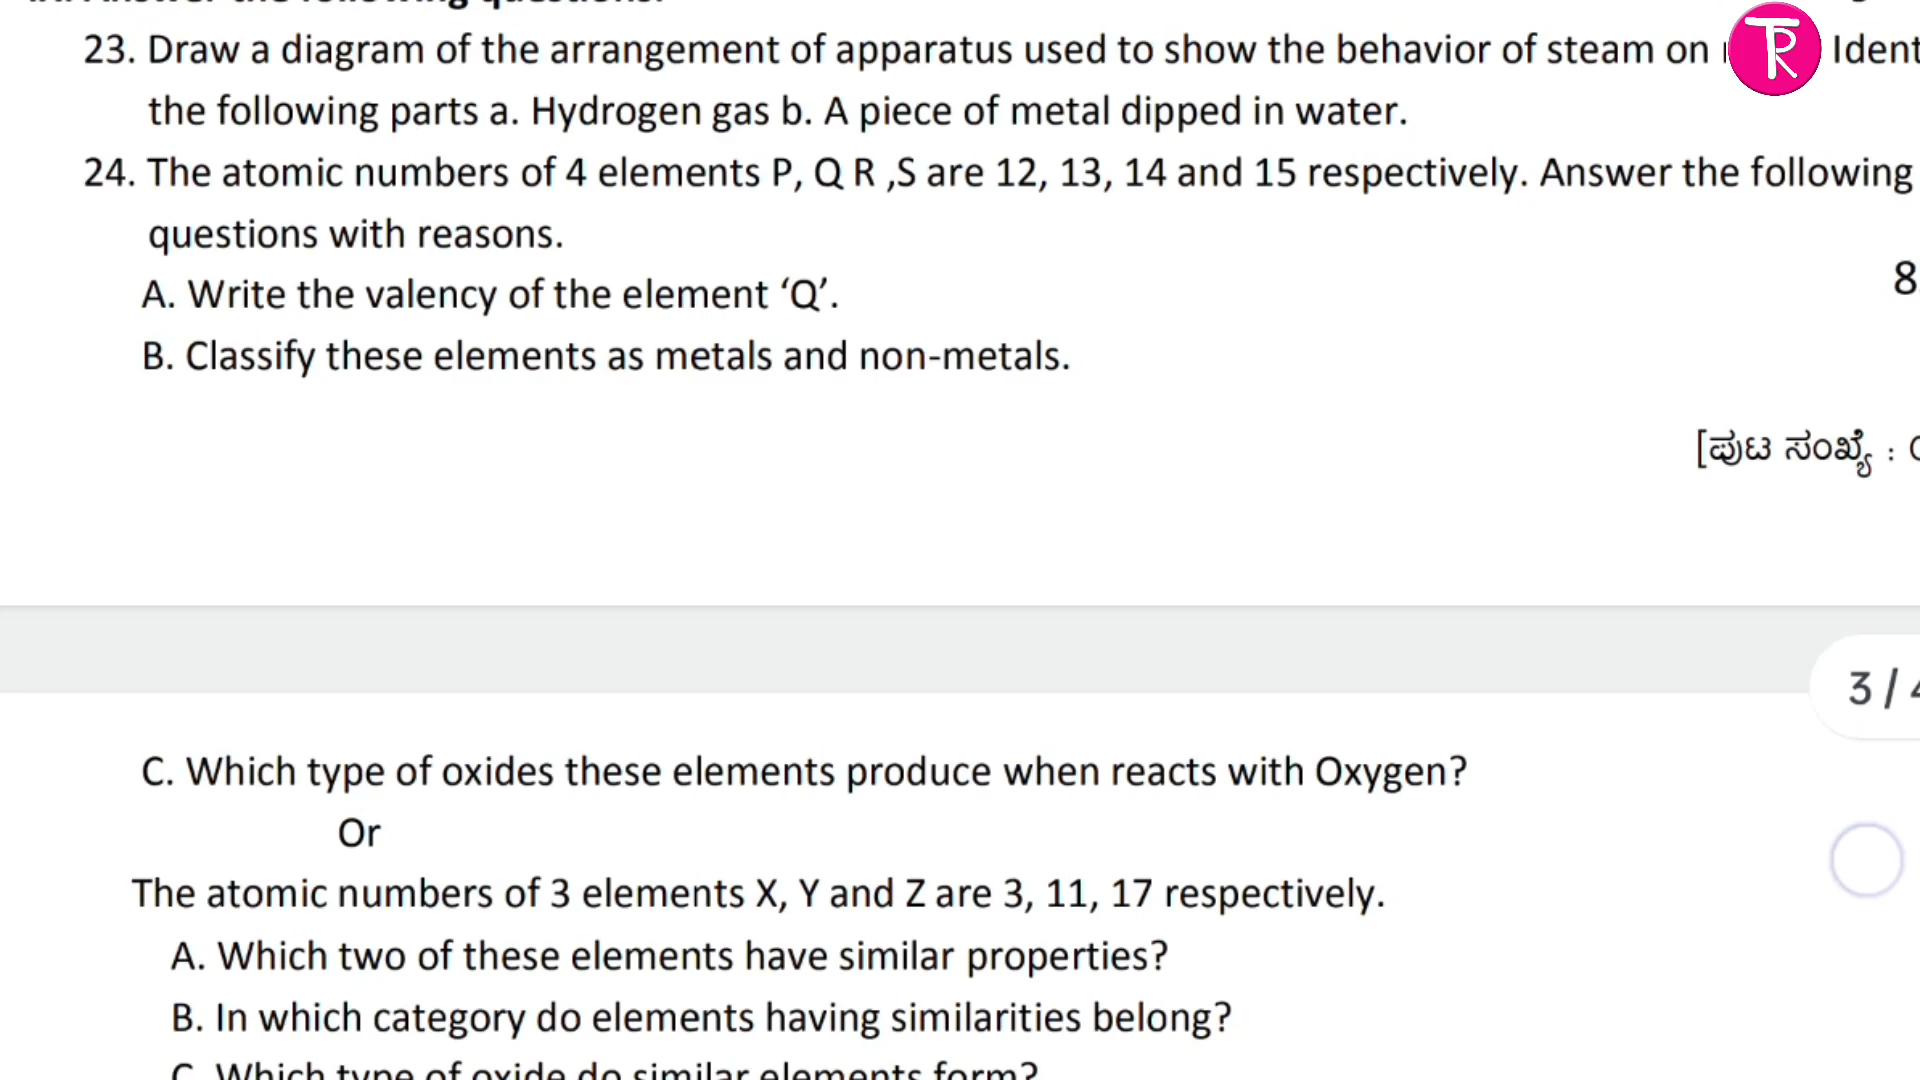 23. Draw a diagram of the arrangement of apparatus used to show the behavior of steam on
the following parts a. Hydrogen gas b. A piece of metal dipped in water.
24. The atomic numbers of 4 elements P, Q R ,S are 12, 13, 14 and 15 respectively. Answer the following
questions with reasons.
A. Write the valency of the element ‘Q’.
8
B. Classify these elements as metals and non-metals.
[ಪುಟ ಸಂಖ್ಯೆ :
3 /
C. Which type of oxides these elements produce when reacts with Oxygen?
Or
The atomic numbers of 3 elements X, Y and Z are 3, 11, 17 respectively.
A. Which two of these elements have similar properties?
B. In which category do elements having similarities belong?
C. Which type of oxide do similar elements form?